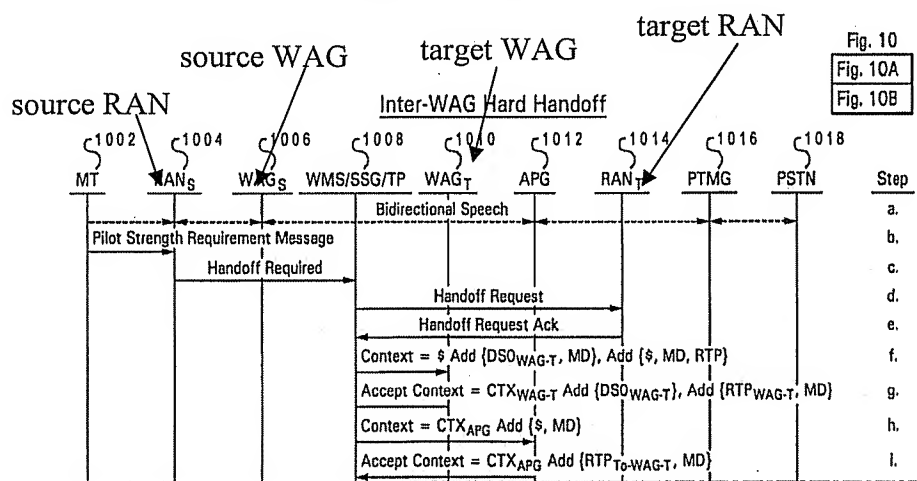 target RAN
target WAG
source WAG
source RAN
Fig. 10
Fig. 10A
Fig. 10B
Inter-WAG Hard Handoff
1002 1004 1006 1008 1010 1012 1014 1016 1018
MT RANS WAGS WMS/SSG/TP WAGT APG RANT PTMG PSTN Step
Bidirectional Speech a.
Pilot Strength Requirement Message b.
Handoff Required c.
Handoff Request d.
Handoff Request Ack e.
Context = $ Add {DS0WAG-T, MD}, Add {$, MD, RTP} f.
Accept Context = CTXWAG-T Add {DS0WAG-T}, Add {RTPWAG-T, MD} g.
Context = CTXAPG Add {$, MD} h.
Accept Context = CTXAPG Add {RTPTo-WAG-T, MD} i.